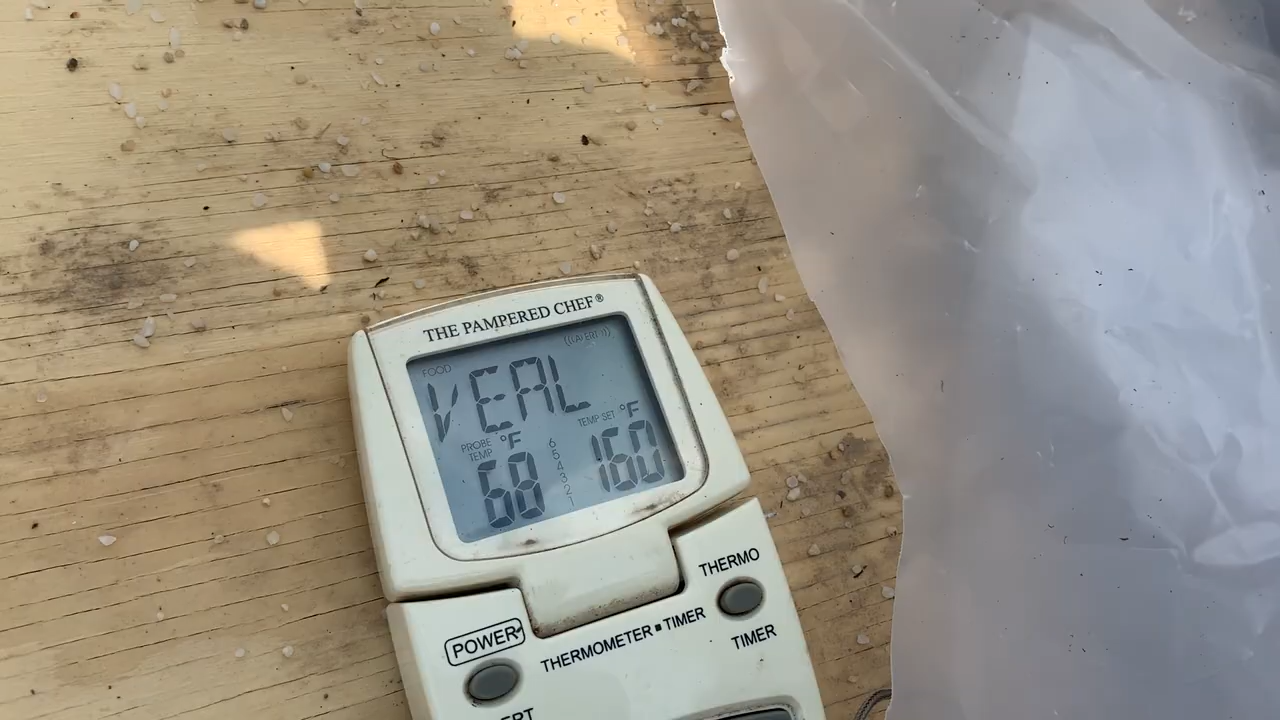 THE PAMPERED CHEF®
((ALERT))
FOOD
VEAL
PROBE TEMP °F
TEMP SET °F
68
160
6
5
4
3
2
1
THERMO
POWER
THERMOMETER ▪ TIMER
TIMER